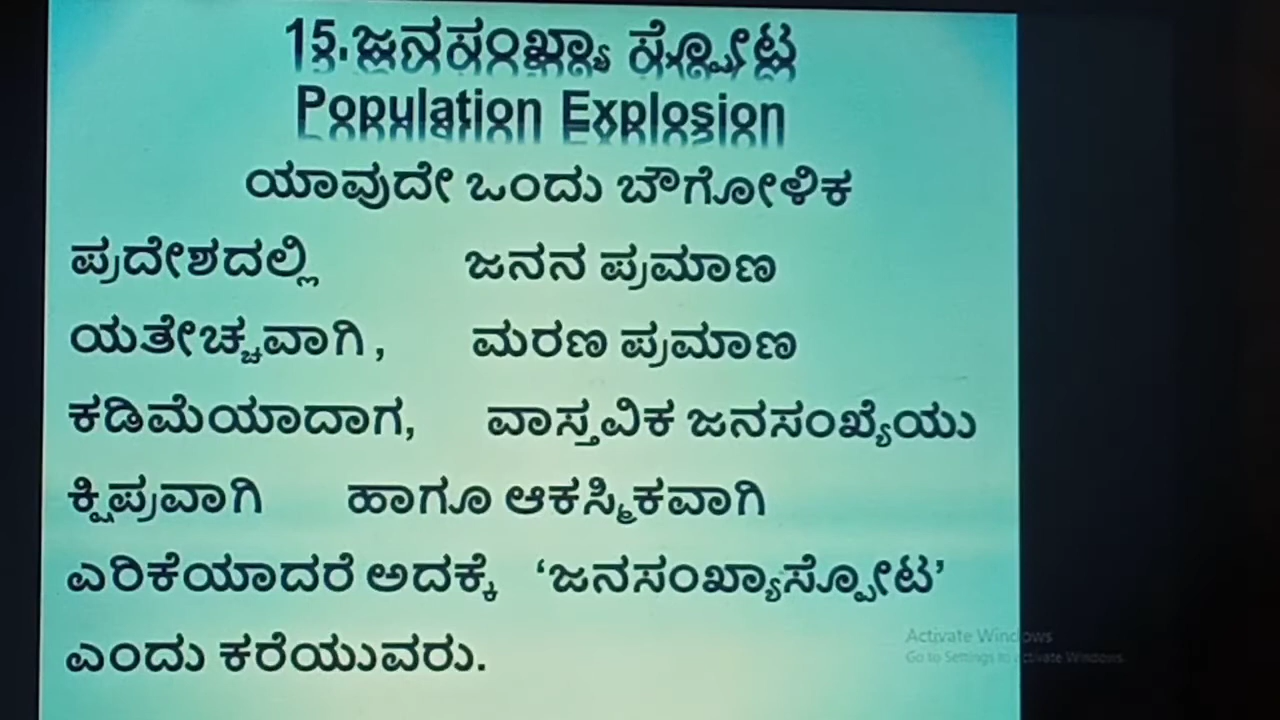 15.ಜನಸಂಖ್ಯಾ ಸ್ಪೋಟ
Population Explosion
ಯಾವುದೇ ಒಂದು ಬೌಗೋಳಿಕ
ಪ್ರದೇಶದಲ್ಲಿ ಜನನ ಪ್ರಮಾಣ
ಯತೇಚ್ಚವಾಗಿ, ಮರಣ ಪ್ರಮಾಣ
ಕಡಿಮೆಯಾದಾಗ, ವಾಸ್ತವಿಕ ಜನಸಂಖ್ಯೆಯು
ಕ್ಷಿಪ್ರವಾಗಿ ಹಾಗೂ ಆಕಸ್ಮಿಕವಾಗಿ
ಎರಿಕೆಯಾದರೆ ಅದಕ್ಕೆ ‘ಜನಸಂಖ್ಯಾಸ್ಪೋಟ’
ಎಂದು ಕರೆಯುವರು.
Activate Windows
Go to Settings to activate Windows.